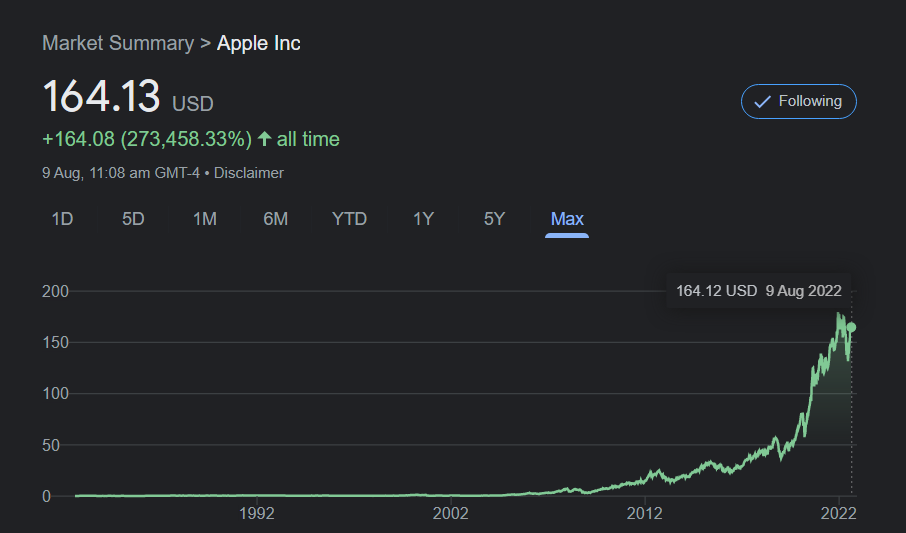 Market Summary > Apple Inc
164.13 USD
Following
+164.08 (273,458.33%) ↑ all time
9 Aug, 11:08 am GMT-4 • Disclaimer
1D 5D 1M 6M YTD 1Y 5Y Max
164.12 USD 9 Aug 2022
200
150
100
50
0
1992 2002 2012 2022